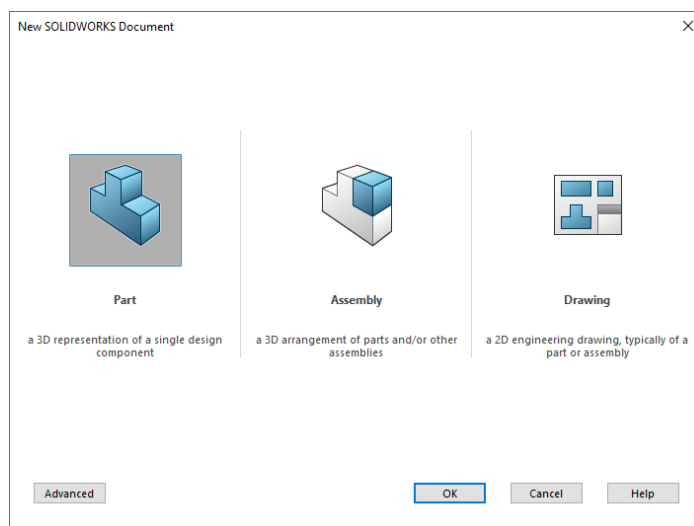 New SOLIDWORKS Document
Part
a 3D representation of a single design
component
Assembly
a 3D arrangement of parts and/or other
assemblies
Drawing
a 2D engineering drawing, typically of a
part or assembly
Advanced
OK
Cancel
Help